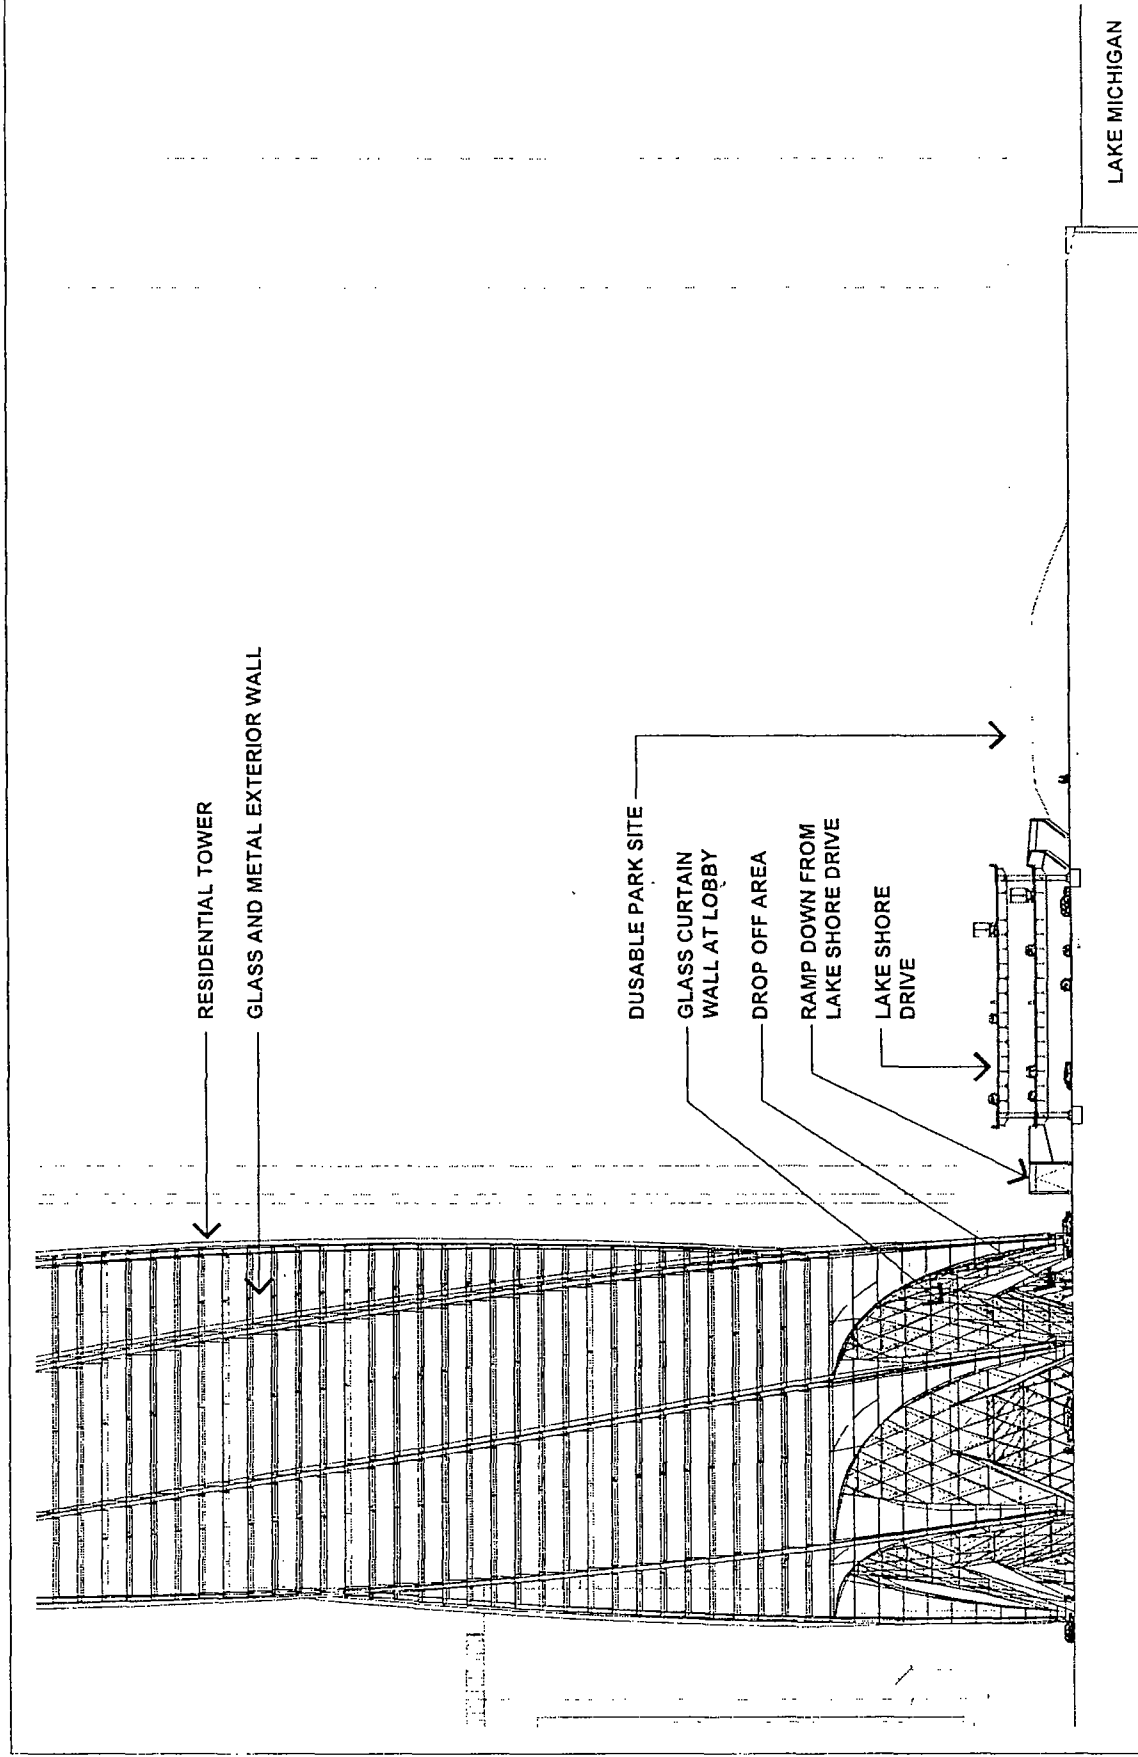 RESIDENTIAL TOWER
GLASS AND METAL EXTERIOR WALL
DUSABLE PARK SITE
GLASS CURTAIN
WALL AT LOBBY
DROP OFF AREA
RAMP DOWN FROM
LAKE SHORE DRIVE
LAKE SHORE
DRIVE
LAKE MICHIGAN